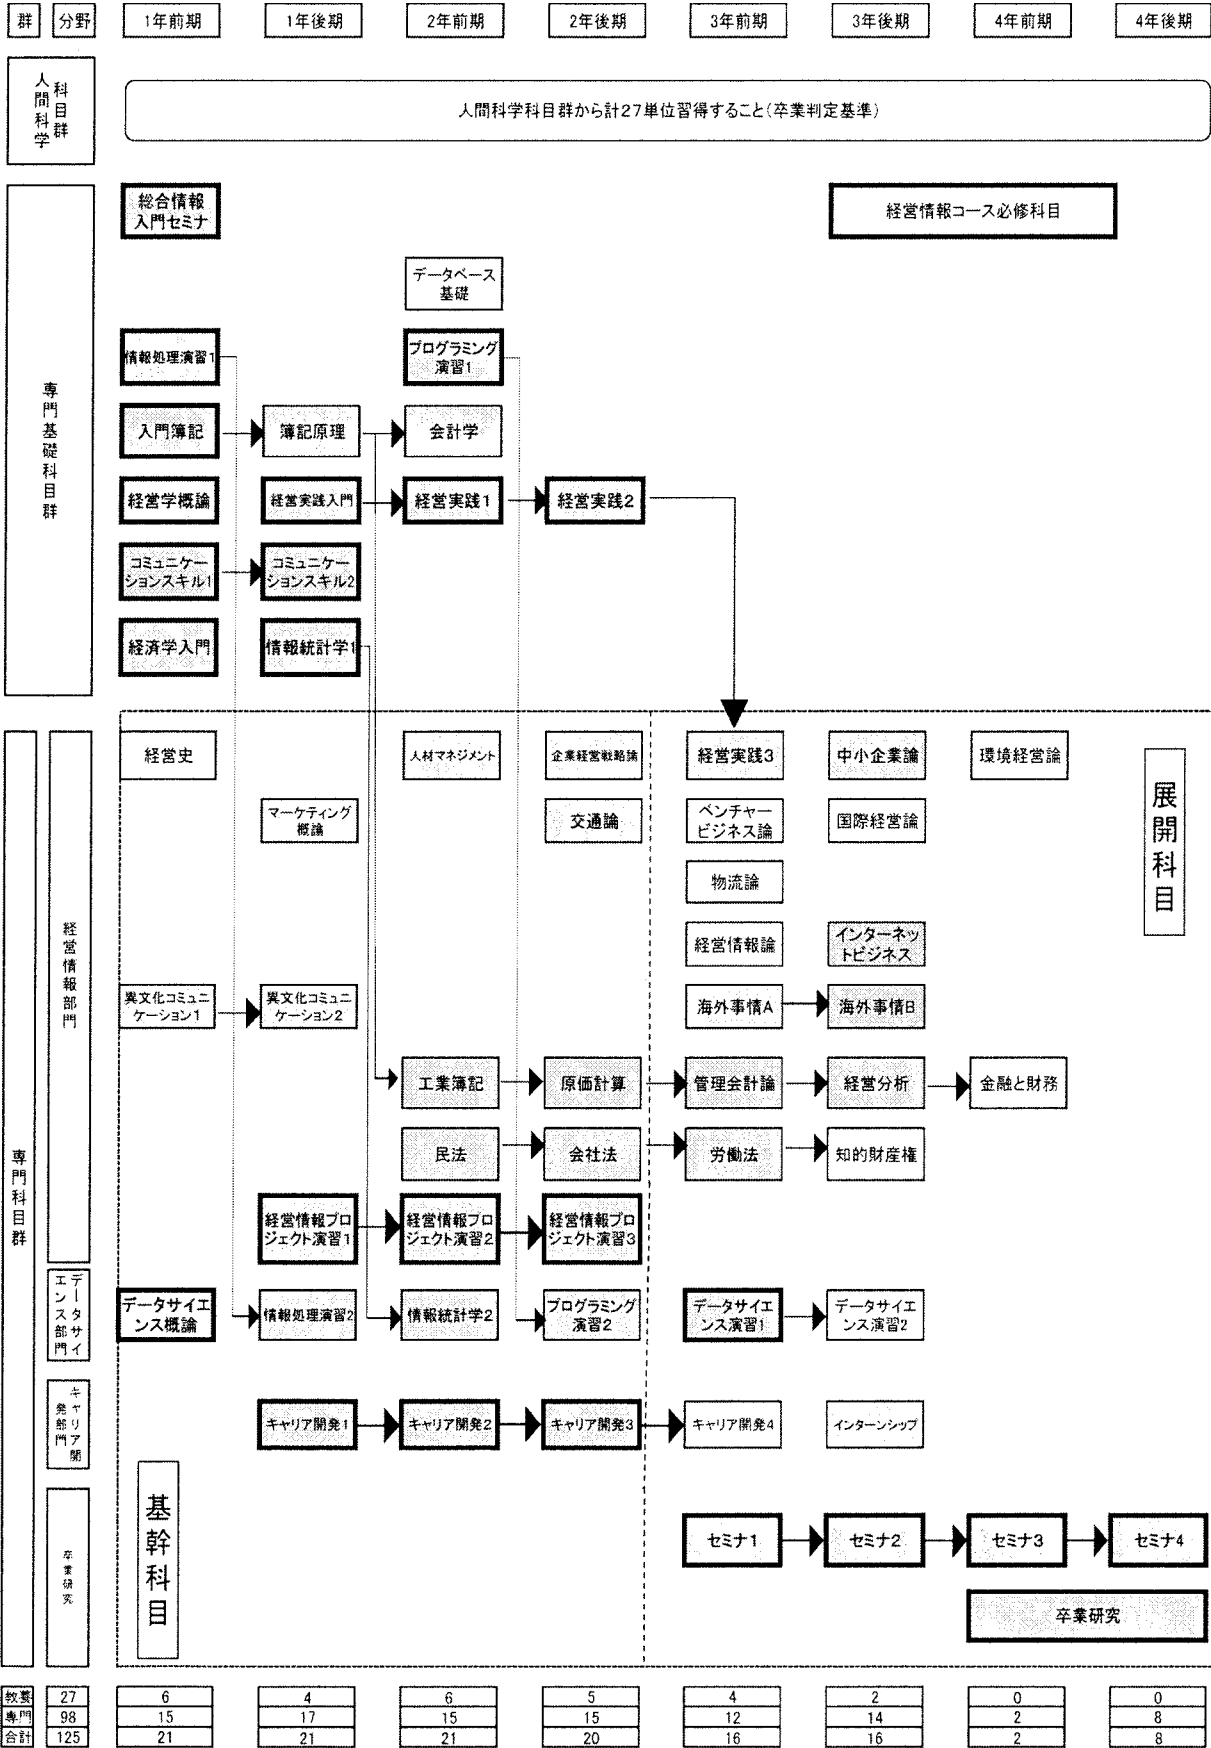 群 分野 1年前期 1年後期 2年前期 2年後期 3年前期 3年後期 4年前期 4年後期
人間科学
科目群
人間科学科目群から計27単位習得すること(卒業判定基準)
専門基礎科目群
総合情報
入門セミナ
経営情報コース必修科目
データベース
基礎
情報処理演習1
プログラミング
演習1
入門簿記 簿記原理 会計学
経営学概論 経営実践入門 経営実践1 経営実践2
コミュニケー
ションスキル1
コミュニケー
ションスキル2
経済学入門 情報統計学1
専門科目群
経営情報部門
経営史 人材マネジメント 企業経営戦略論 経営実践3 中小企業論 環境経営論
展開科目
マーケティング
概論
交通論
ベンチャー
ビジネス論
国際経営論
物流論
経営情報論
インターネッ
トビジネス
異文化コミュニ
ケーション1
異文化コミュニ
ケーション2
海外事情A 海外事情B
工業簿記 原価計算 管理会計論 経営分析 金融と財務
民法 会社法 労働法 知的財産権
経営情報プロ
ジェクト演習1
経営情報プロ
ジェクト演習2
経営情報プロ
ジェクト演習3
データサイ
エンス部門
データサイエ
ンス概論
情報処理演習2 情報統計学2
プログラミング
演習2
データサイエ
ンス演習1
データサイエ
ンス演習2
キャリア開
発部門
キャリア開発1 キャリア開発2 キャリア開発3 キャリア開発4 インターンシップ
基幹科目
卒業研究
セミナ1 セミナ2 セミナ3 セミナ4
卒業研究
教養 27 6 4 6 5 4 2 0 0
専門 98 15 17 15 15 12 14 2 8
合計 125 21 21 21 20 16 16 2 8